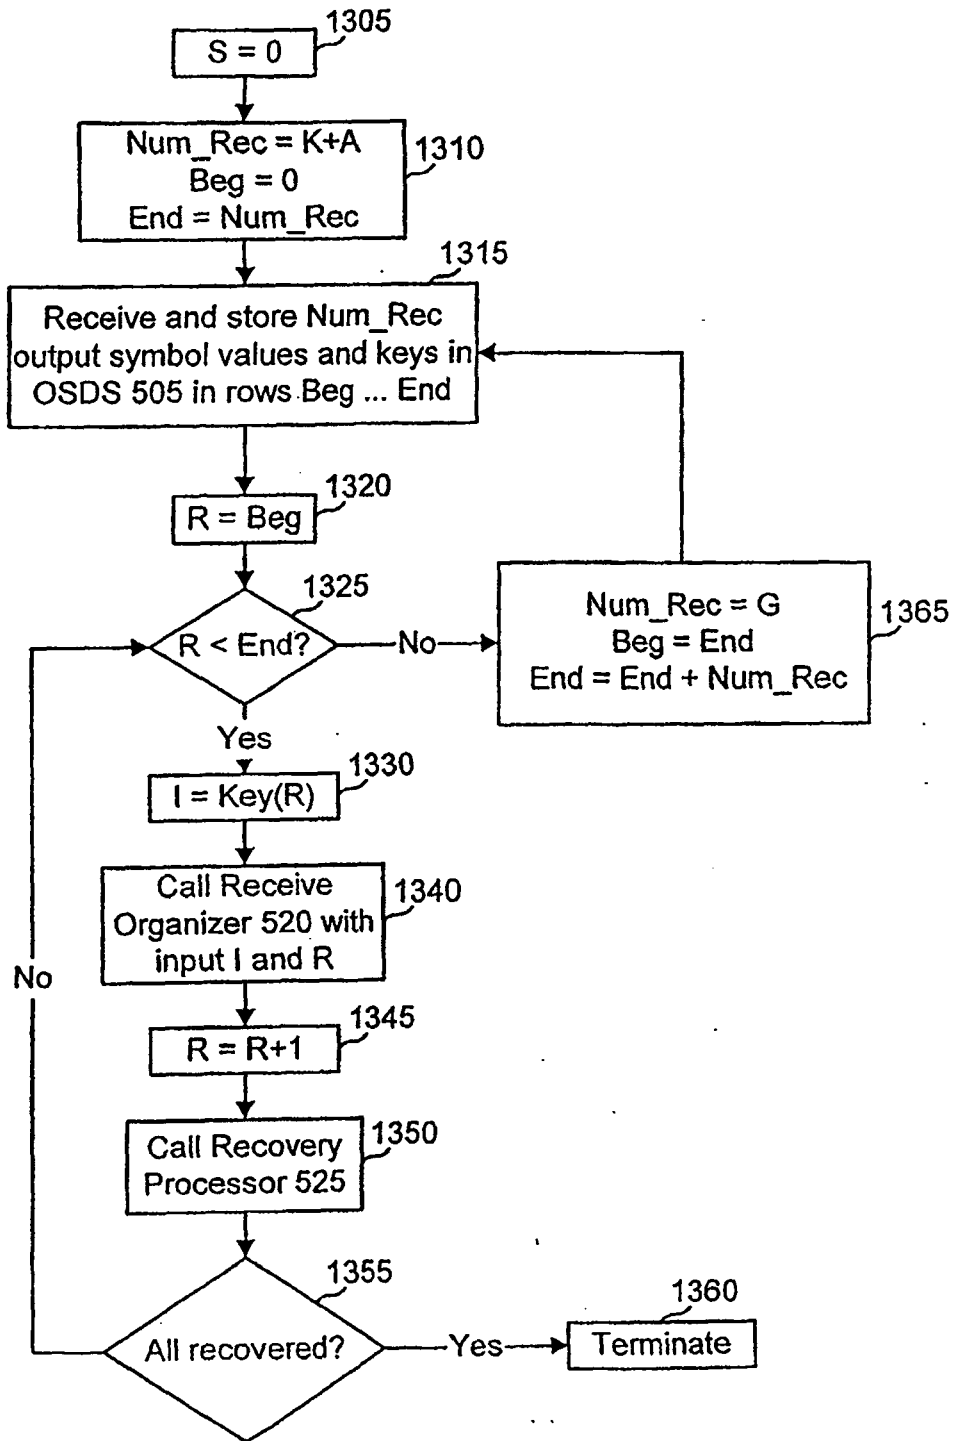 1305
S = 0
Num_Rec = K+A
Beg = 0
End = Num_Rec
1310
1315
Receive and store Num_Rec
output symbol values and keys in
OSDS 505 in rows Beg ... End
1320
R = Beg
1325
R < End?
No
Num_Rec = G
Beg = End
End = End + Num_Rec
1365
Yes
1330
I = Key(R)
Call Receive
Organizer 520 with
input I and R
1340
No
1345
R = R+1
Call Recovery
Processor 525
1350
1355
All recovered?
Yes
1360
Terminate